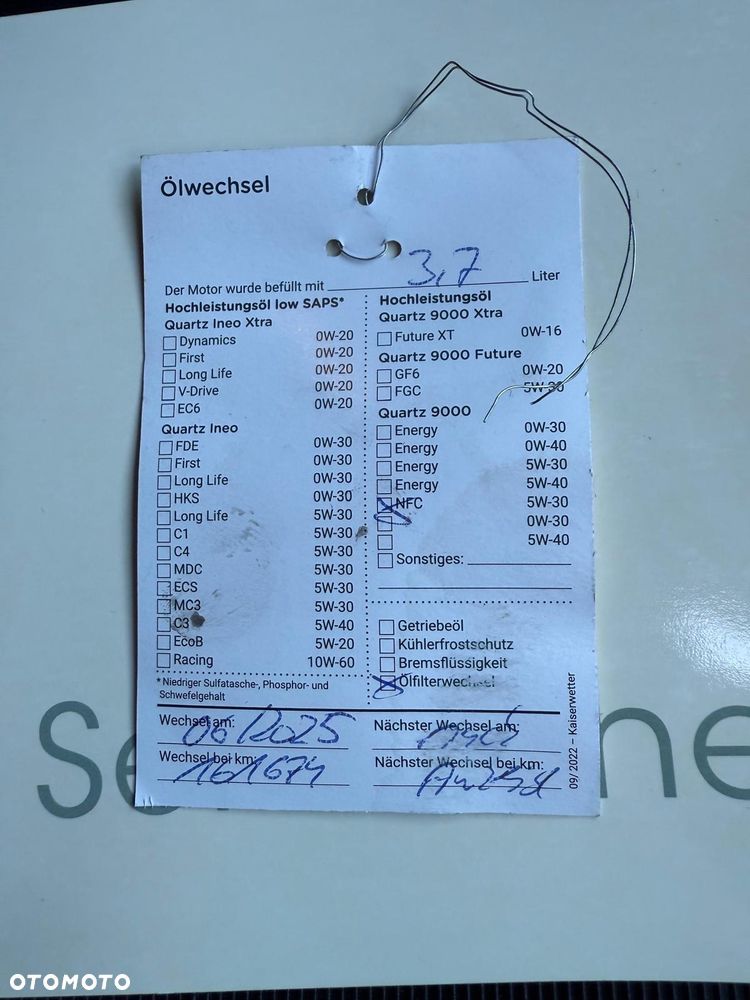 Ölwechsel
Der Motor wurde befüllt mit 3,7 Liter
Hochleistungsöl low SAPS*
Quartz Ineo Xtra
Dynamics 0W-20
First 0W-20
Long Life 0W-20
V-Drive 0W-20
EC6 0W-20
Quartz Ineo
FDE 0W-30
First 0W-30
Long Life 0W-30
HKS 0W-30
Long Life 5W-30
C1 5W-30
C4 5W-30
MDC 5W-30
ECS 5W-30
MC3 5W-30
C3 5W-40
EcoB 5W-20
Racing 10W-60
*Niedriger Sulfatasche-, Phosphor- und
Schwefelgehalt
Hochleistungsöl
Quartz 9000 Xtra
Future XT 0W-16
Quartz 9000 Future
GF6 0W-20
FGC 5W-30
Quartz 9000
Energy 0W-30
Energy 0W-40
Energy 5W-30
Energy 5W-40
NFC 5W-30
0W-30
5W-40
Sonstiges:
Getriebeöl
Kühlerfrostschutz
Bremsflüssigkeit
Ölfilterwechsel
Wechsel am: 06/2025
Wechsel bei km: 161674
Nächster Wechsel am:
Nächster Wechsel bei km:
09/2022 – Kaiserwetter
Se
ne
OTOMOTO